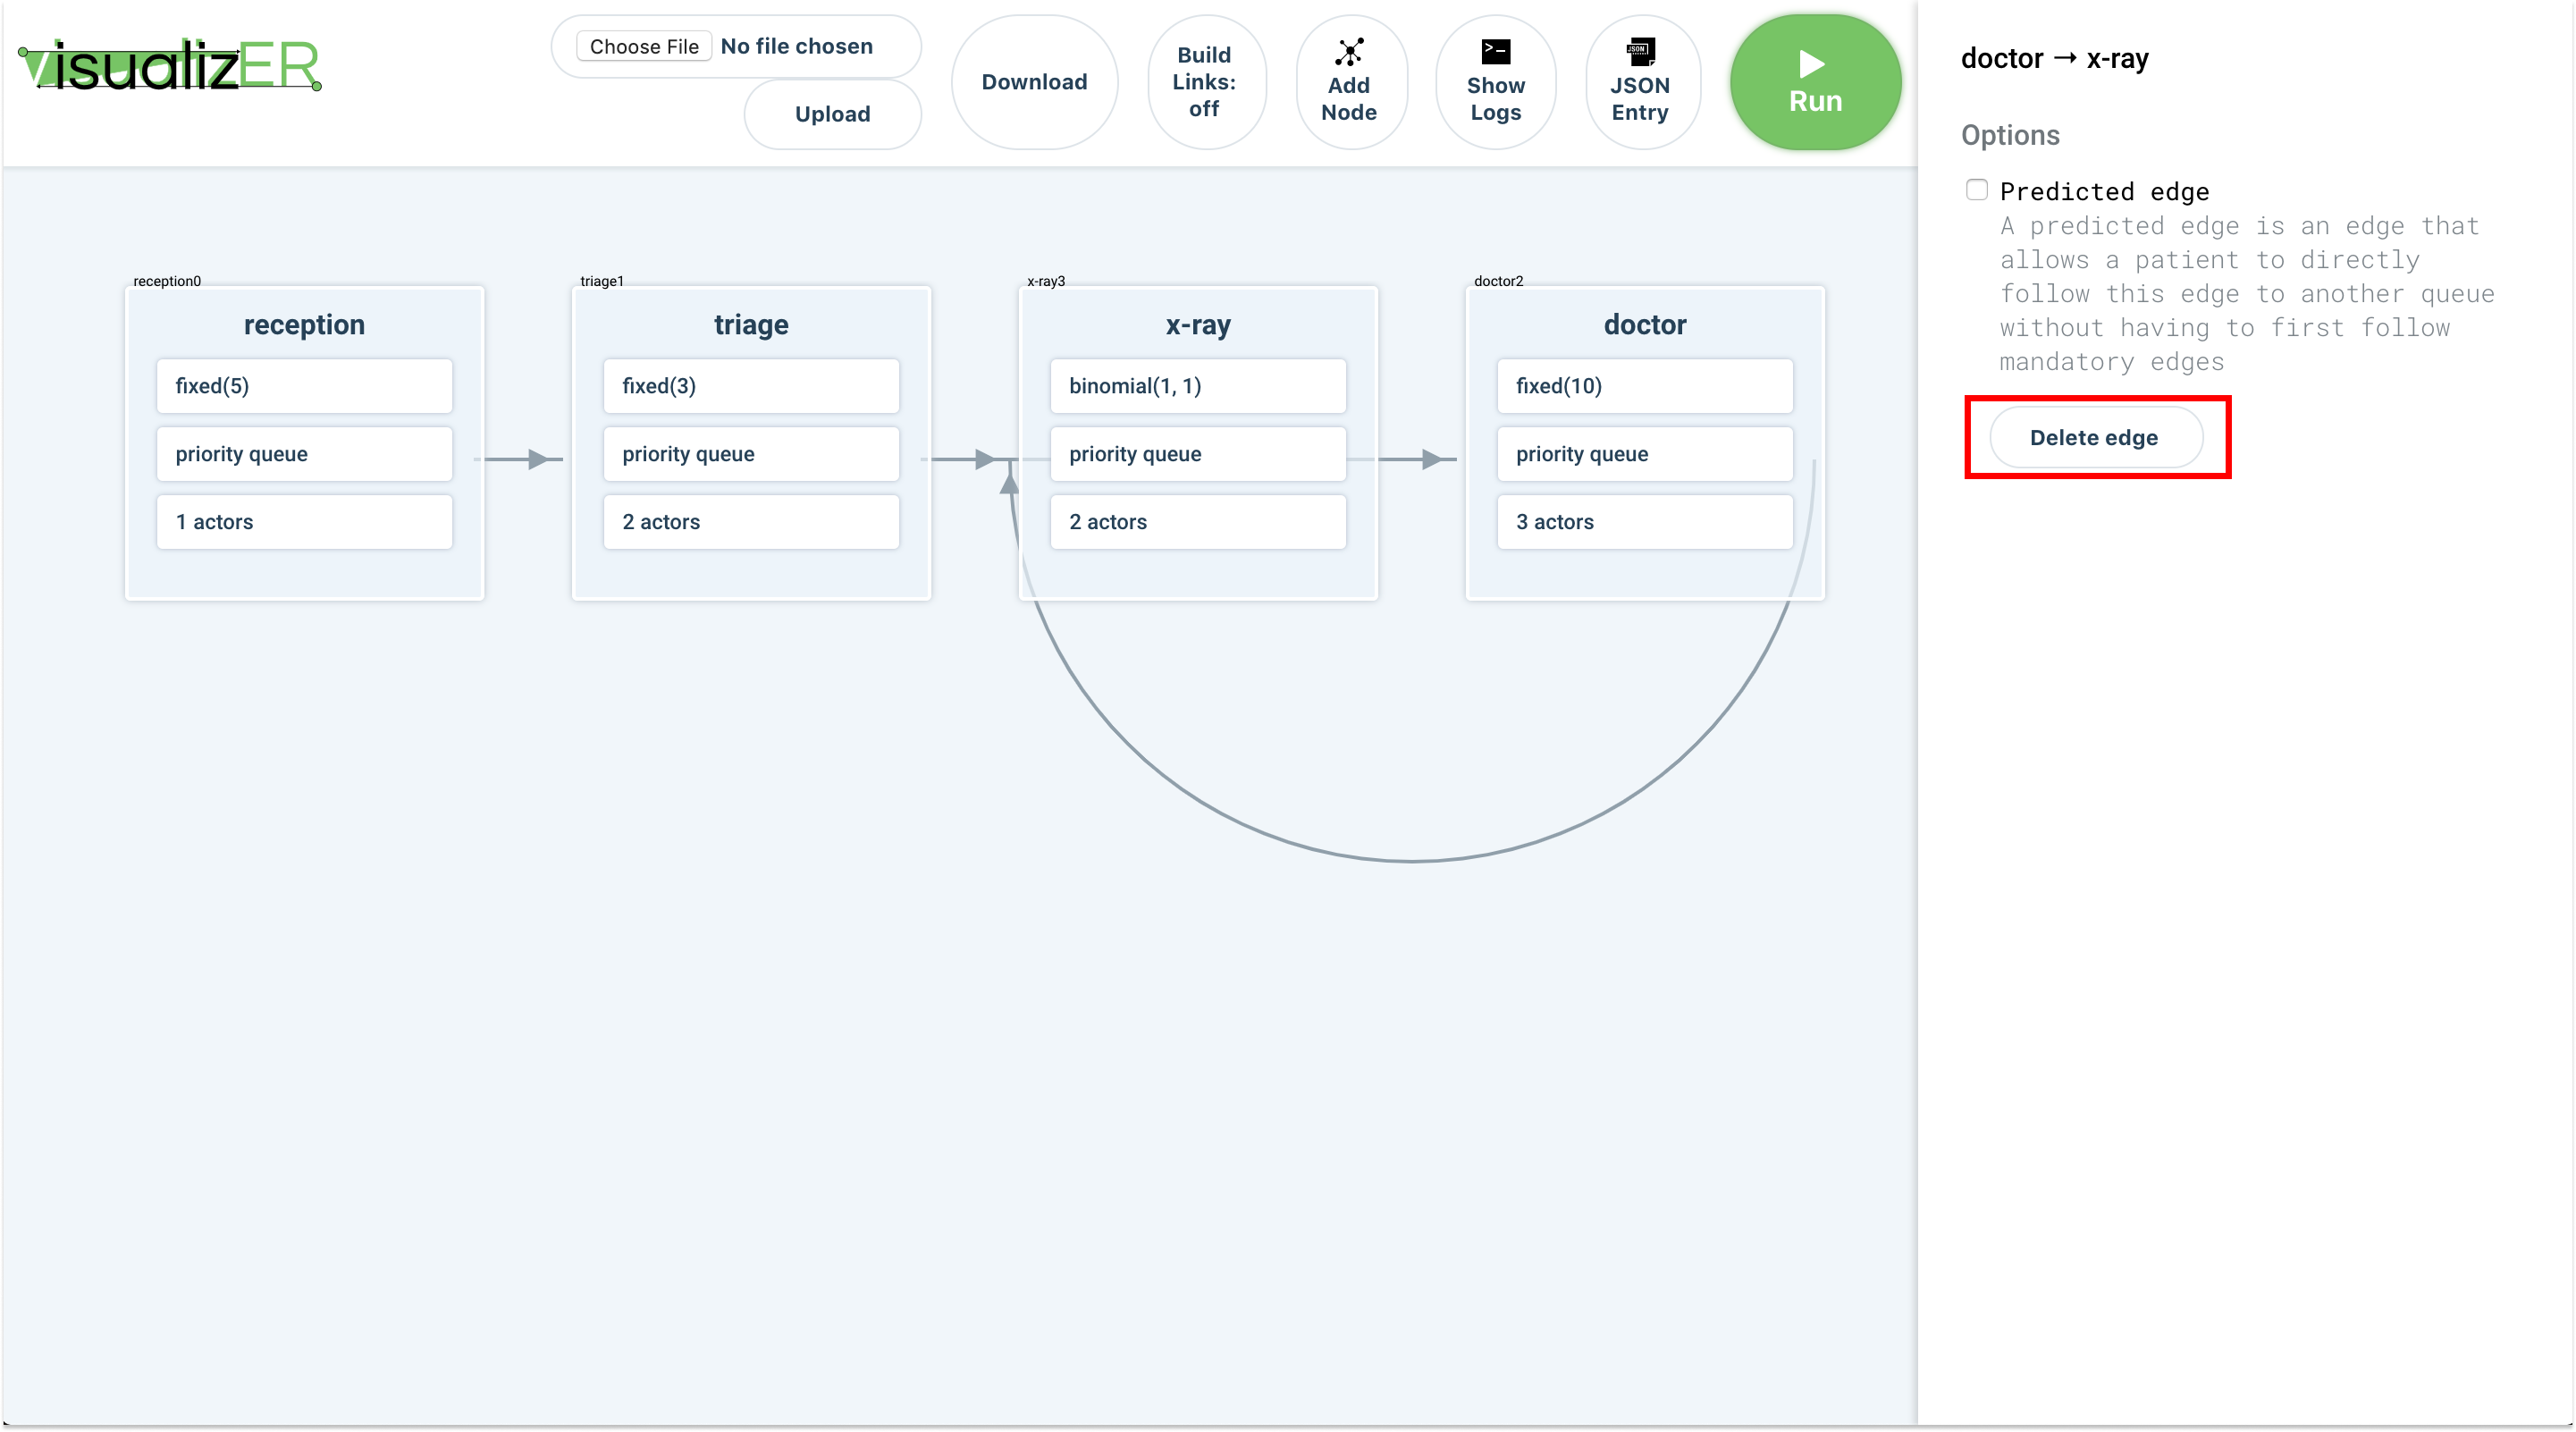 visualizER
Choose File No file chosen
Upload
Download
Build
Links:
off
Add
Node
Show
Logs
JSON
JSON
Entry
Run
reception0
reception
fixed(5)
priority queue
1 actors
triage1
triage
fixed(3)
priority queue
2 actors
x-ray3
x-ray
binomial(1, 1)
priority queue
2 actors
doctor2
doctor
fixed(10)
priority queue
3 actors
doctor → x-ray
Options
Predicted edge
A predicted edge is an edge that
allows a patient to directly
follow this edge to another queue
without having to first follow
mandatory edges
Delete edge